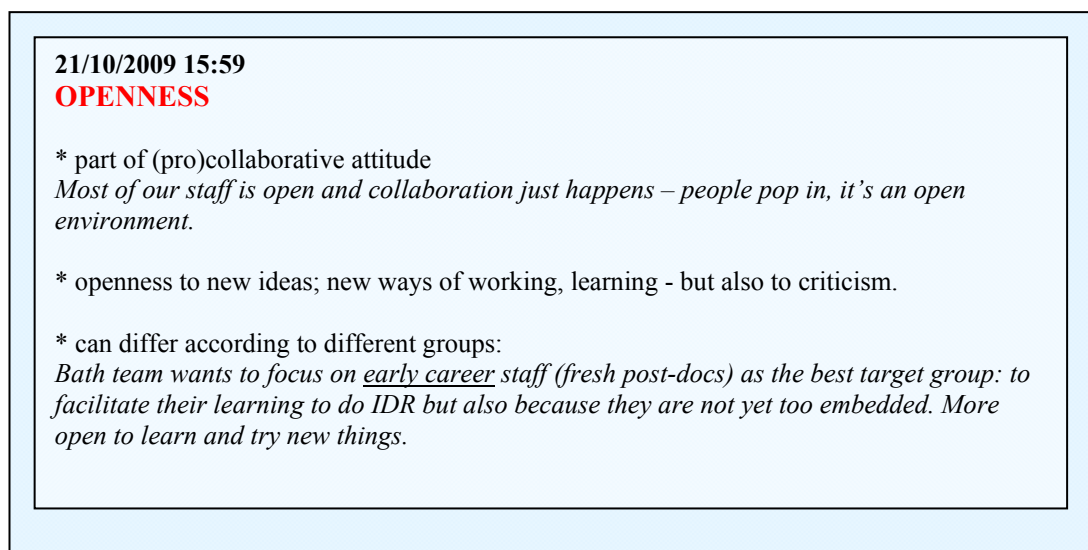 21/10/2009 15:59
OPENNESS
* part of (pro)collaborative attitude
Most of our staff is open and collaboration just happens – people pop in, it’s an open
environment.
* openness to new ideas; new ways of working, learning - but also to criticism.
* can differ according to different groups:
Bath team wants to focus on early career staff (fresh post-docs) as the best target group: to
facilitate their learning to do IDR but also because they are not yet too embedded. More
open to learn and try new things.